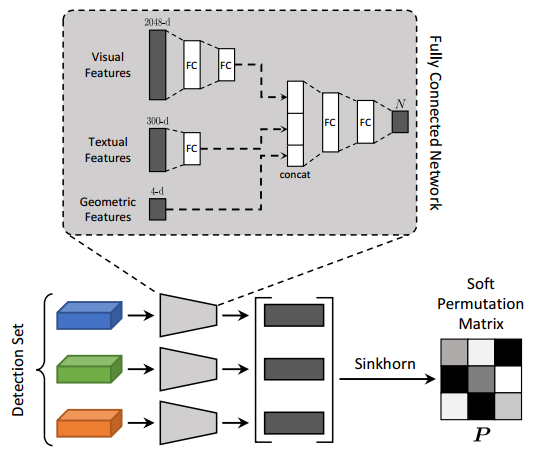 2048-d
Visual
Features
FC
FC
300-d
Textual
Features
FC
4-d
Geometric
Features
concat
FC
FC
N
Fully Connected Network
Detection Set
Sinkhorn
Soft
Permutation
Matrix
P